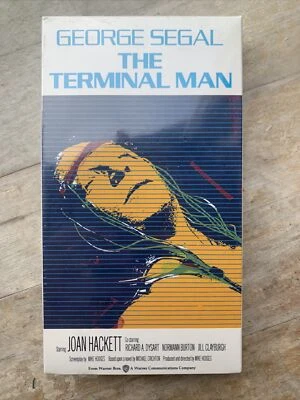 GEORGE SEGAL
THE
TERMINAL MAN
Starring JOAN HACKETT Co-starring RICHARD A. DYSART NORMANN BURTON JILL CLAYBURGH
Screenplay by MIKE HODGES Based upon a novel by MICHAEL CRICHTON Produced and directed by MIKE HODGES
From Warner Bros. A Warner Communications Company